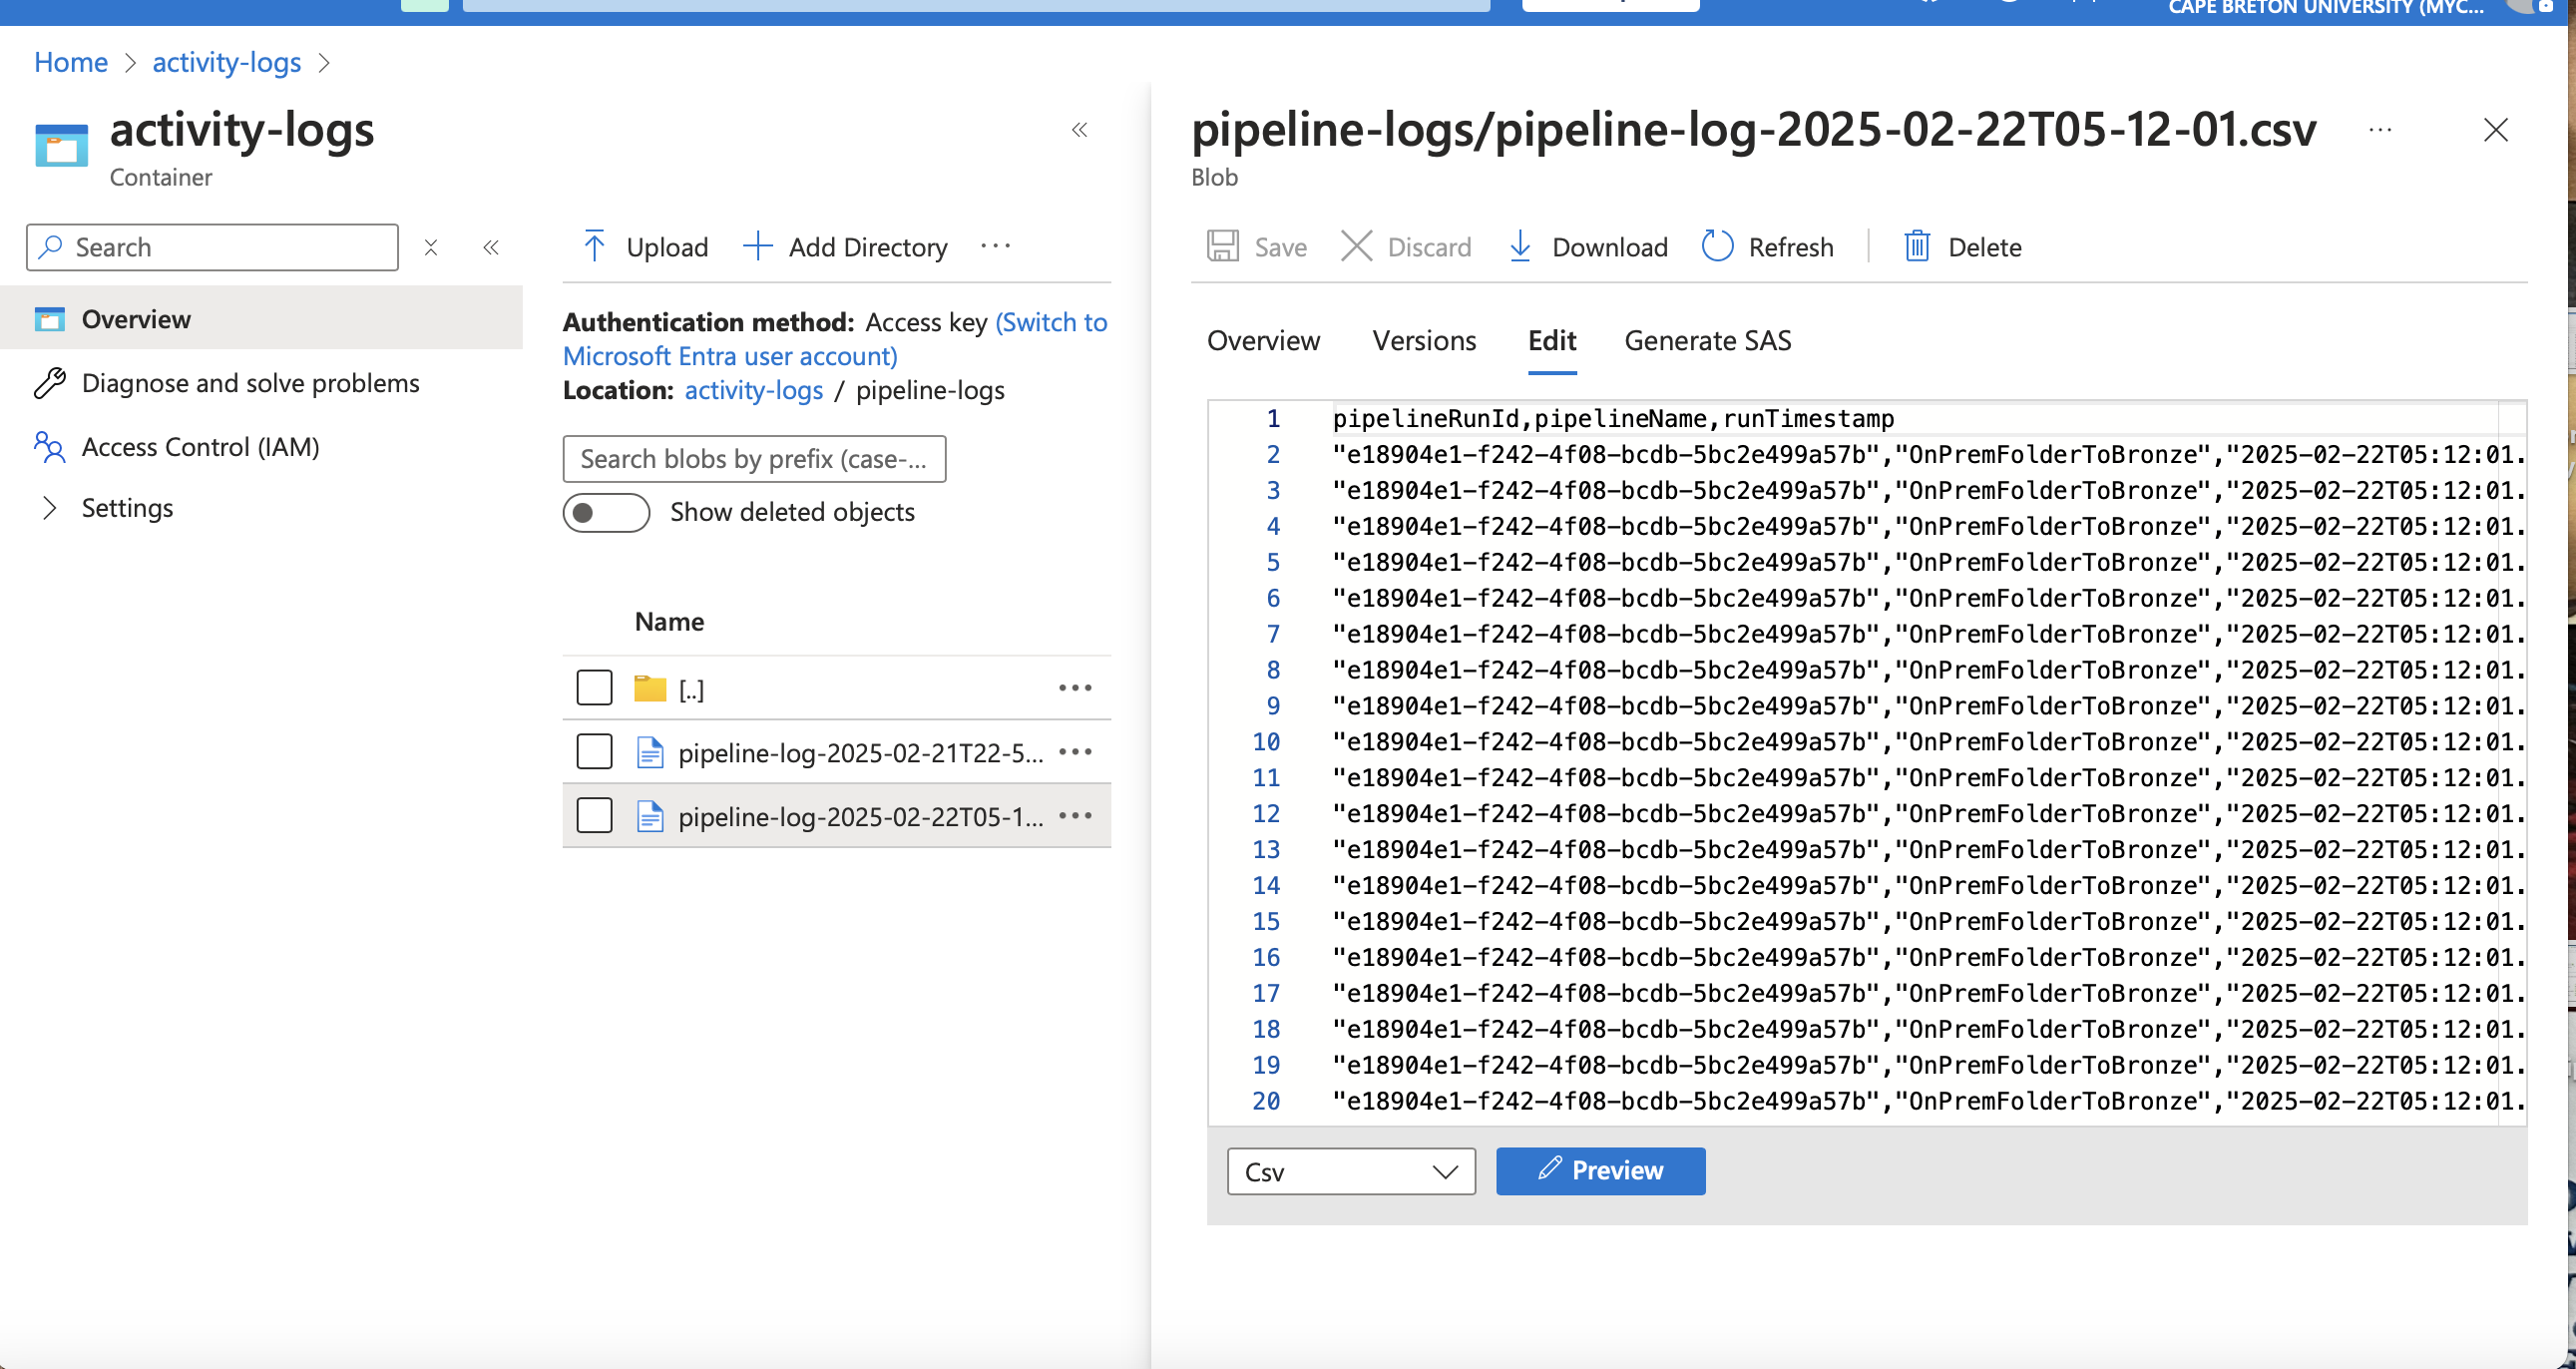 CAPE BRETON UNIVERSITY (MYC...
Home > activity-logs >
activity-logs
Container
Search
Overview
Diagnose and solve problems
Access Control (IAM)
Settings
Upload
Add Directory
Authentication method: Access key (Switch to
Microsoft Entra user account)
Location: activity-logs / pipeline-logs
Search blobs by prefix (case-...
Show deleted objects
Name
[..]
pipeline-log-2025-02-21T22-5...
pipeline-log-2025-02-22T05-1...
pipeline-logs/pipeline-log-2025-02-22T05-12-01.csv
Blob
Save
Discard
Download
Refresh
Delete
Overview
Versions
Edit
Generate SAS
1 pipelineRunId,pipelineName,runTimestamp
2 "e18904e1-f242-4f08-bcdb-5bc2e499a57b","OnPremFolderToBronze","2025-02-22T05:12:01.
3 "e18904e1-f242-4f08-bcdb-5bc2e499a57b","OnPremFolderToBronze","2025-02-22T05:12:01.
4 "e18904e1-f242-4f08-bcdb-5bc2e499a57b","OnPremFolderToBronze","2025-02-22T05:12:01.
5 "e18904e1-f242-4f08-bcdb-5bc2e499a57b","OnPremFolderToBronze","2025-02-22T05:12:01.
6 "e18904e1-f242-4f08-bcdb-5bc2e499a57b","OnPremFolderToBronze","2025-02-22T05:12:01.
7 "e18904e1-f242-4f08-bcdb-5bc2e499a57b","OnPremFolderToBronze","2025-02-22T05:12:01.
8 "e18904e1-f242-4f08-bcdb-5bc2e499a57b","OnPremFolderToBronze","2025-02-22T05:12:01.
9 "e18904e1-f242-4f08-bcdb-5bc2e499a57b","OnPremFolderToBronze","2025-02-22T05:12:01.
10 "e18904e1-f242-4f08-bcdb-5bc2e499a57b","OnPremFolderToBronze","2025-02-22T05:12:01.
11 "e18904e1-f242-4f08-bcdb-5bc2e499a57b","OnPremFolderToBronze","2025-02-22T05:12:01.
12 "e18904e1-f242-4f08-bcdb-5bc2e499a57b","OnPremFolderToBronze","2025-02-22T05:12:01.
13 "e18904e1-f242-4f08-bcdb-5bc2e499a57b","OnPremFolderToBronze","2025-02-22T05:12:01.
14 "e18904e1-f242-4f08-bcdb-5bc2e499a57b","OnPremFolderToBronze","2025-02-22T05:12:01.
15 "e18904e1-f242-4f08-bcdb-5bc2e499a57b","OnPremFolderToBronze","2025-02-22T05:12:01.
16 "e18904e1-f242-4f08-bcdb-5bc2e499a57b","OnPremFolderToBronze","2025-02-22T05:12:01.
17 "e18904e1-f242-4f08-bcdb-5bc2e499a57b","OnPremFolderToBronze","2025-02-22T05:12:01.
18 "e18904e1-f242-4f08-bcdb-5bc2e499a57b","OnPremFolderToBronze","2025-02-22T05:12:01.
19 "e18904e1-f242-4f08-bcdb-5bc2e499a57b","OnPremFolderToBronze","2025-02-22T05:12:01.
20 "e18904e1-f242-4f08-bcdb-5bc2e499a57b","OnPremFolderToBronze","2025-02-22T05:12:01.
Csv
Preview